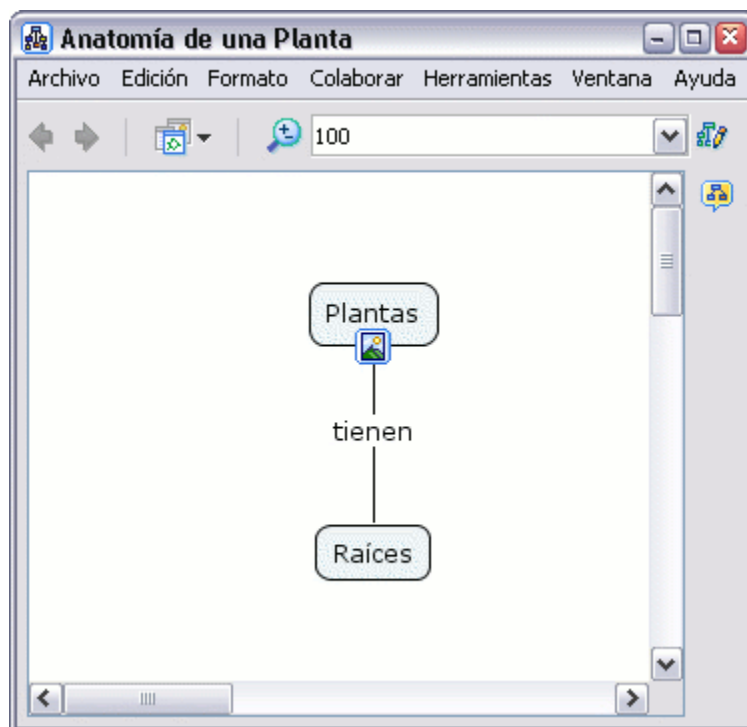 Anatomía de una Planta
Archivo Edición Formato Colaborar Herramientas Ventana Ayuda
100
Plantas
tienen
Raíces